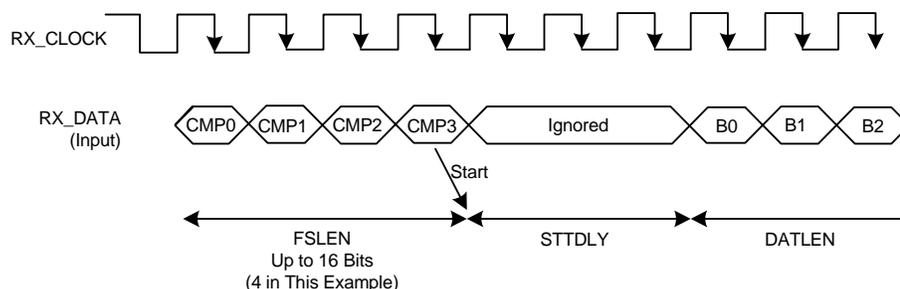 RX_CLOCK
RX_DATA
(Input)
CMP0 CMP1 CMP2 CMP3 Ignored B0 B1 B2
Start
FSLEN STTDLY DATLEN
Up to 16 Bits
(4 in This Example)